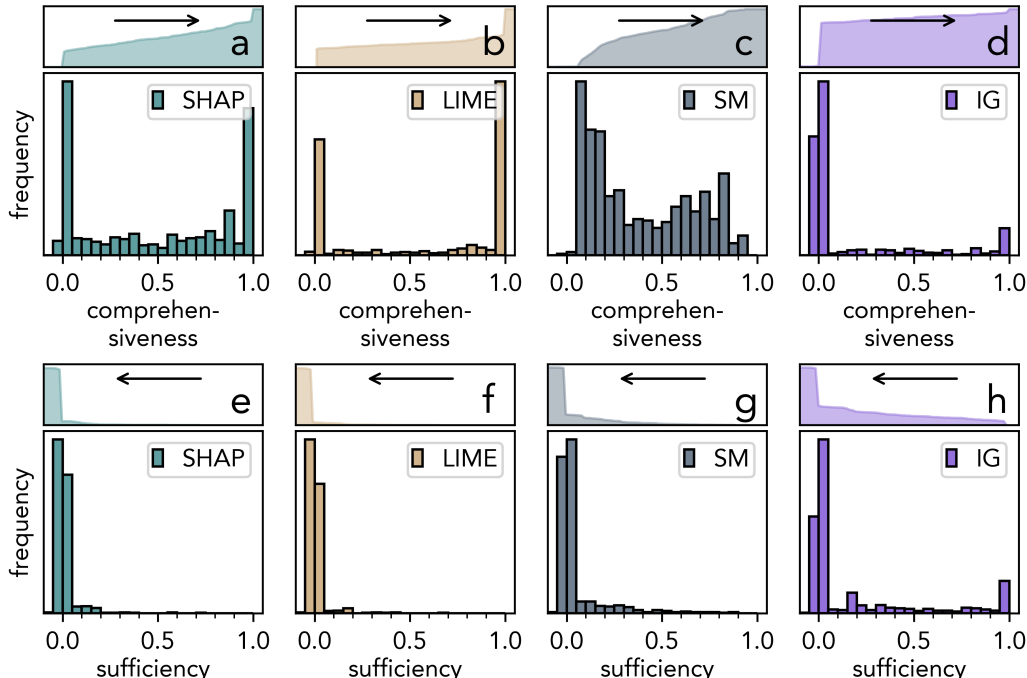 a b c d
frequency
SHAP LIME SM IG
0.0 0.5 1.0 0.0 0.5 1.0 0.0 0.5 1.0 0.0 0.5 1.0
comprehen- comprehen- comprehen- comprehen-
siveness siveness siveness siveness
e f g h
frequency
SHAP LIME SM IG
0.0 0.5 1.0 0.0 0.5 1.0 0.0 0.5 1.0 0.0 0.5 1.0
sufficiency sufficiency sufficiency sufficiency